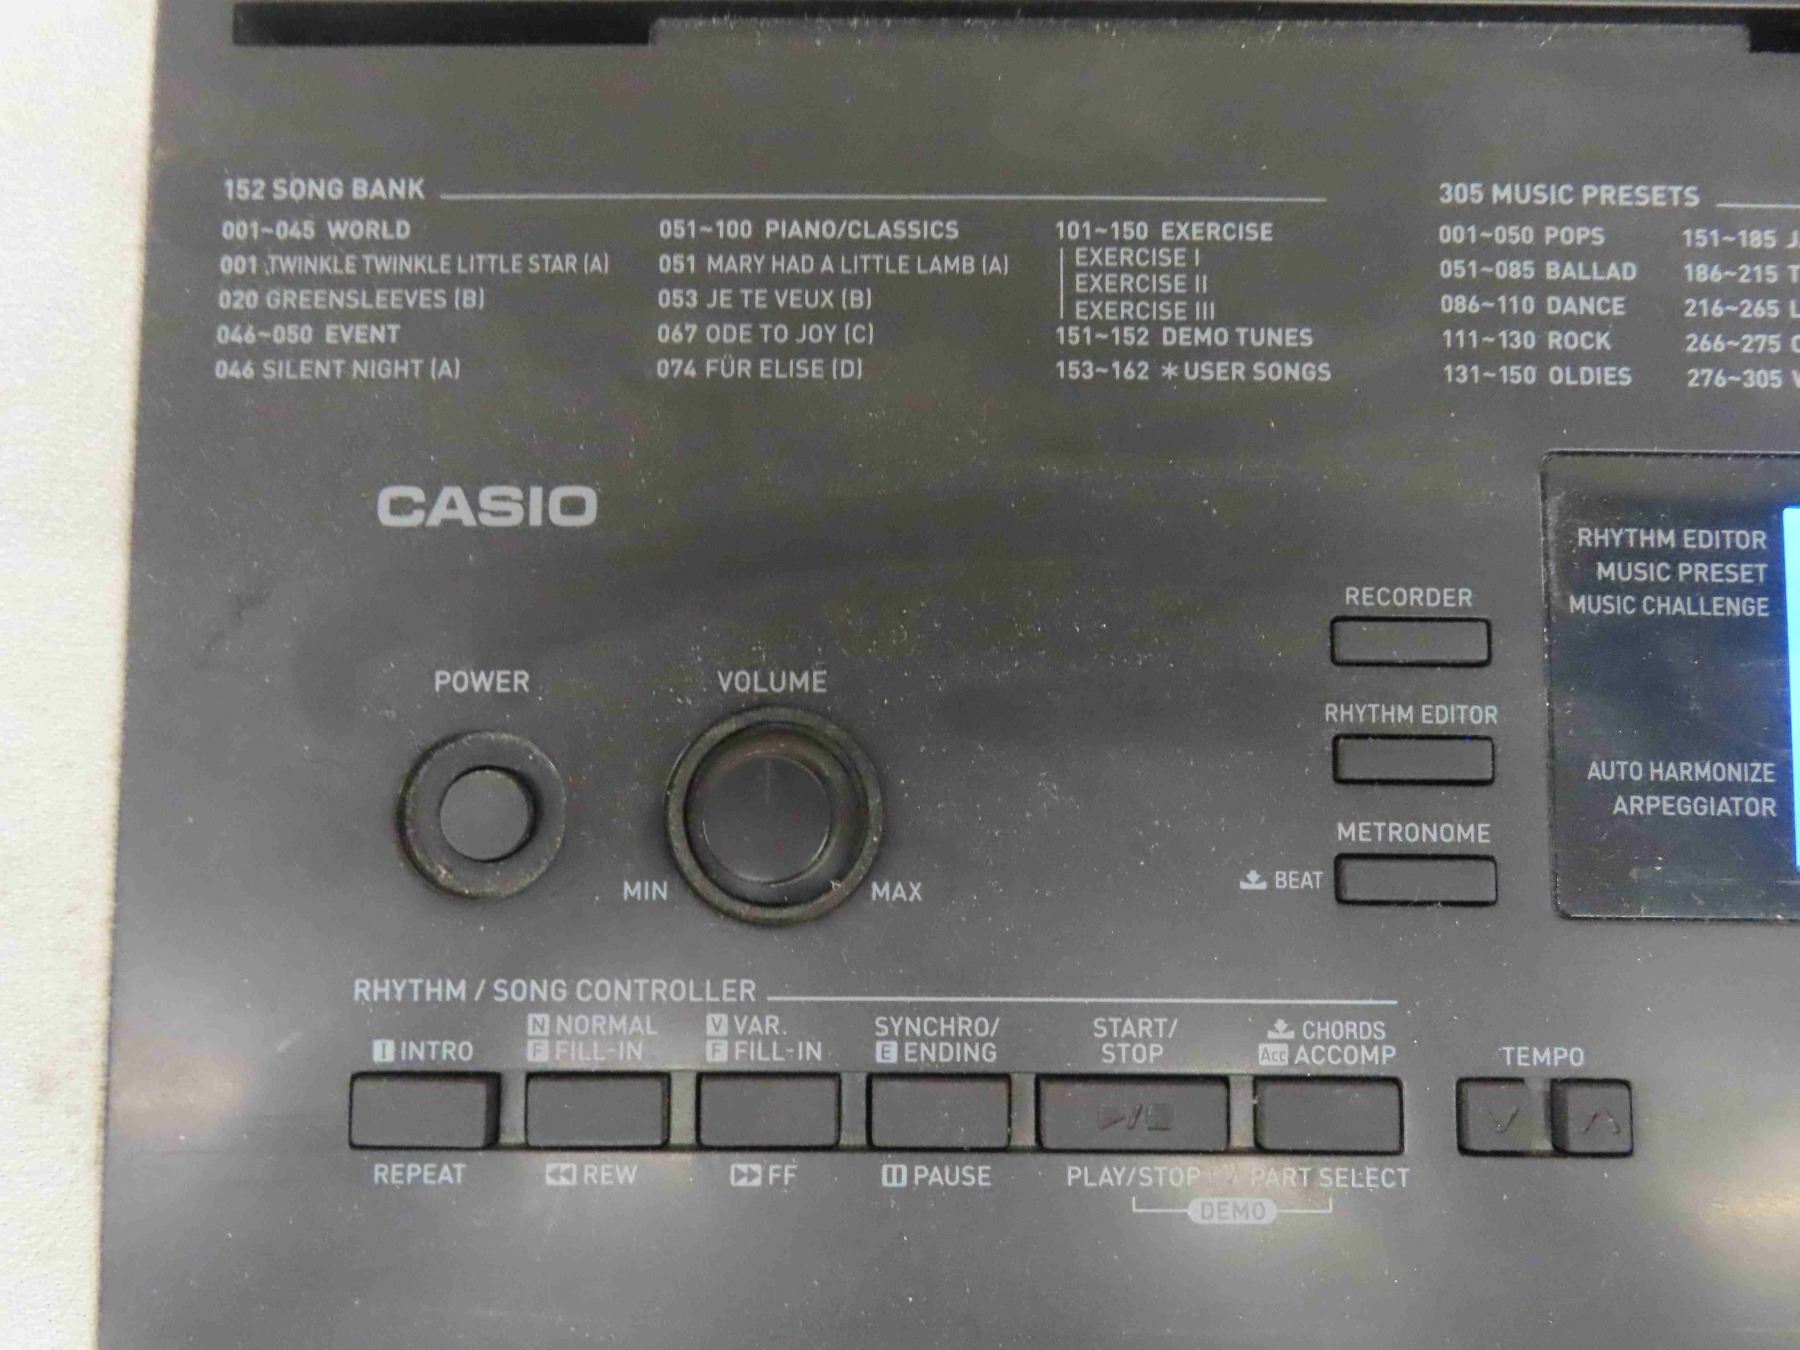 152 SONG BANK
001~045 WORLD
001 TWINKLE TWINKLE LITTLE STAR (A)
020 GREENSLEEVES (B)
046~050 EVENT
046 SILENT NIGHT (A)
051~100 PIANO/CLASSICS
051 MARY HAD A LITTLE LAMB (A)
053 JE TE VEUX (B)
067 ODE TO JOY (C)
074 FÜR ELISE (D)
101~150 EXERCISE
EXERCISE I
EXERCISE II
EXERCISE III
151~152 DEMO TUNES
153~162 *USER SONGS
305 MUSIC PRESETS
001~050 POPS
051~085 BALLAD
086~110 DANCE
111~130 ROCK
131~150 OLDIES
151~185
186~215
216~265
266~275
276~305
CASIO
RHYTHM EDITOR
MUSIC PRESET
MUSIC CHALLENGE
AUTO HARMONIZE
ARPEGGIATOR
RECORDER
RHYTHM EDITOR
METRONOME
BEAT
POWER
VOLUME
MIN
MAX
RHYTHM / SONG CONTROLLER
I INTRO
N NORMAL
F FILL-IN
V VAR.
F FILL-IN
SYNCHRO/
E ENDING
START/
STOP
CHORDS
Acc ACCOMP
TEMPO
REPEAT
REW
FF
PAUSE
PLAY/STOP
PART SELECT
DEMO